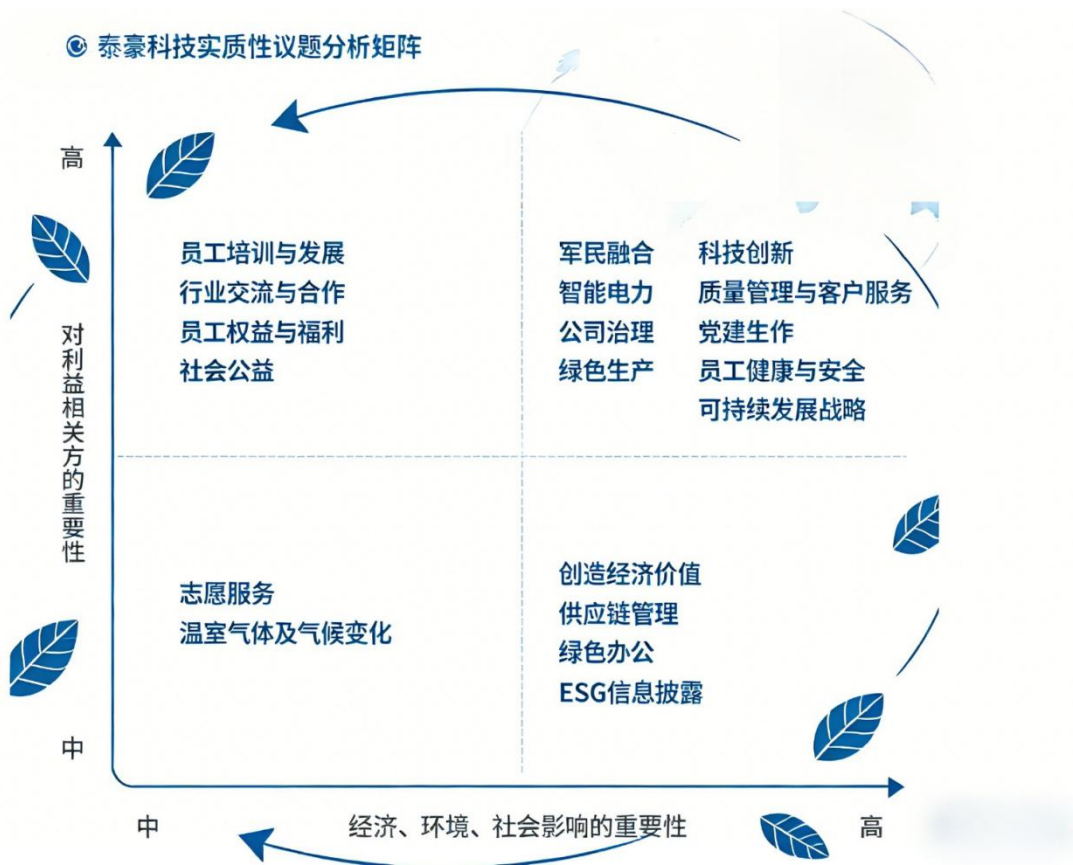 泰豪科技实质性议题分析矩阵
高
对利益相关方的重要性
中
员工培训与发展
行业交流与合作
员工权益与福利
社会公益
军民融合 科技创新
智能电力 质量管理与客户服务
公司治理 党建生作
绿色生产 员工健康与安全
可持续发展战略
志愿服务
温室气体及气候变化
创造经济价值
供应链管理
绿色办公
ESG信息披露
中 经济、环境、社会影响的重要性 高